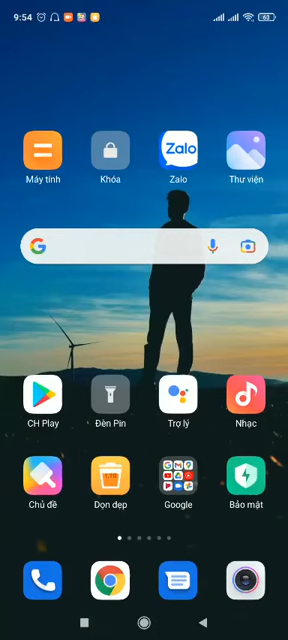 9:54
63
Máy tính
Khóa
Zalo
Zalo
Thư viện
CH Play
Đèn Pin
Trợ lý
Nhạc
Chủ đề
Dọn dẹp
Google
Bảo mật